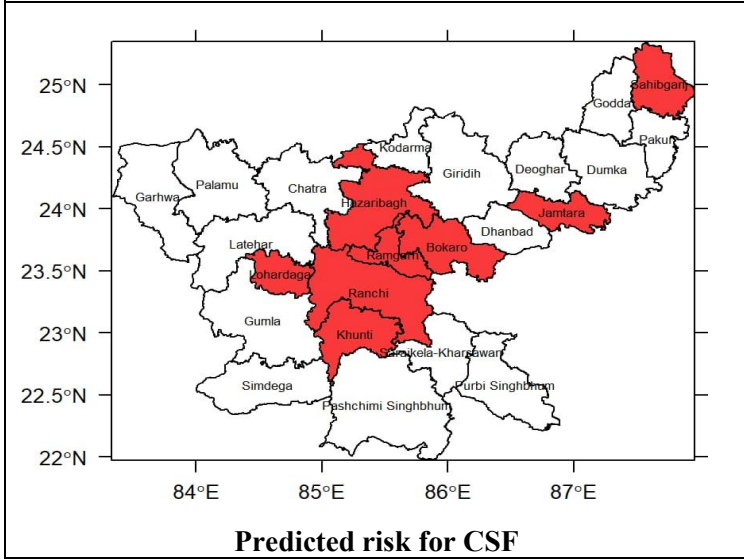 25°N
24.5°N
24°N
23.5°N
23°N
22.5°N
22°N
Sahibganj
Godda
Pakur
Kodarma
Giridih
Deoghar
Dumka
Garhwa
Palamu
Chatra
Hazaribagh
Jamtara
Dhanbad
Latehar
Ramgarh
Bokaro
Lohardaga
Ranchi
Gumla
Khunti
Saraikela-Kharsawan
Simdega
Purbi Singhbhum
Pashchimi Singhbhum
84°E
85°E
86°E
87°E
Predicted risk for CSF